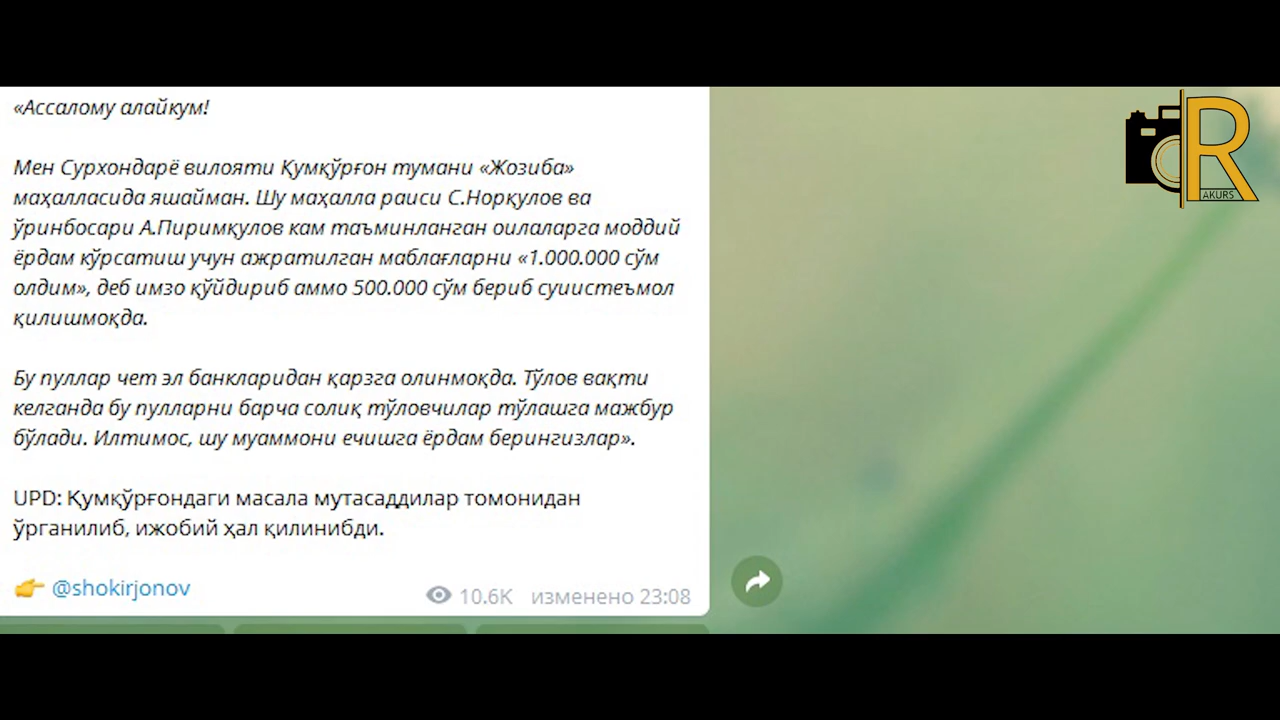 «Ассалому алайкум!
Мен Сурхондарё вилояти Қумқўрғон тумани «Жозиба»
маҳалласида яшайман. Шу маҳалла раиси С.Норқулов ва
ўринбосари А.Пиримқулов кам таъминланган оилаларга моддий
ёрдам кўрсатиш учун ажратилган маблағларни «1.000.000 сўм
олдим», деб имзо қўйдириб аммо 500.000 сўм бериб суиистеъмол
қилишмоқда.
Бу пуллар чет эл банкларидан қарзга олинмоқда. Тўлов вақти
келганда бу пулларни барча солиқ тўловчилар тўлашга мажбур
бўлади. Илтимос, шу муаммони ечишга ёрдам берингизлар».
UPD: Қумқўрғондаги масала мутасаддилар томонидан
ўрганилиб, ижобий ҳал қилинибди.
👉 @shokirjonov
10.6K изменено 23:08
R
AKURS